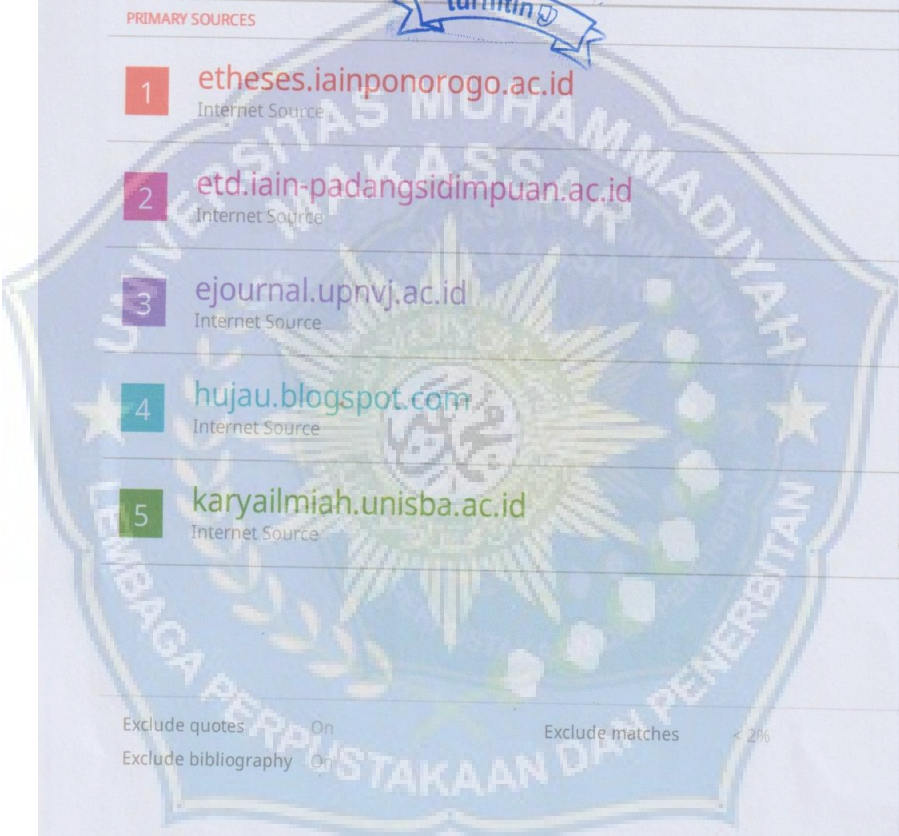 turnitin
PRIMARY SOURCES
1
etheses.iainponorogo.ac.id
Internet Source
2
etd.iain-padangsidimpuan.ac.id
Internet Source
3
ejournal.upnvj.ac.id
Internet Source
4
hujau.blogspot.com
Internet Source
5
karyailmiah.unisba.ac.id
Internet Source
Exclude quotes On
Exclude matches < 2%
Exclude bibliography On
UNIVERSITAS MUHAMMADIYAH
MAKASSAR
LEMBAGA PERPUSTAKAAN DAN PENERBITAN